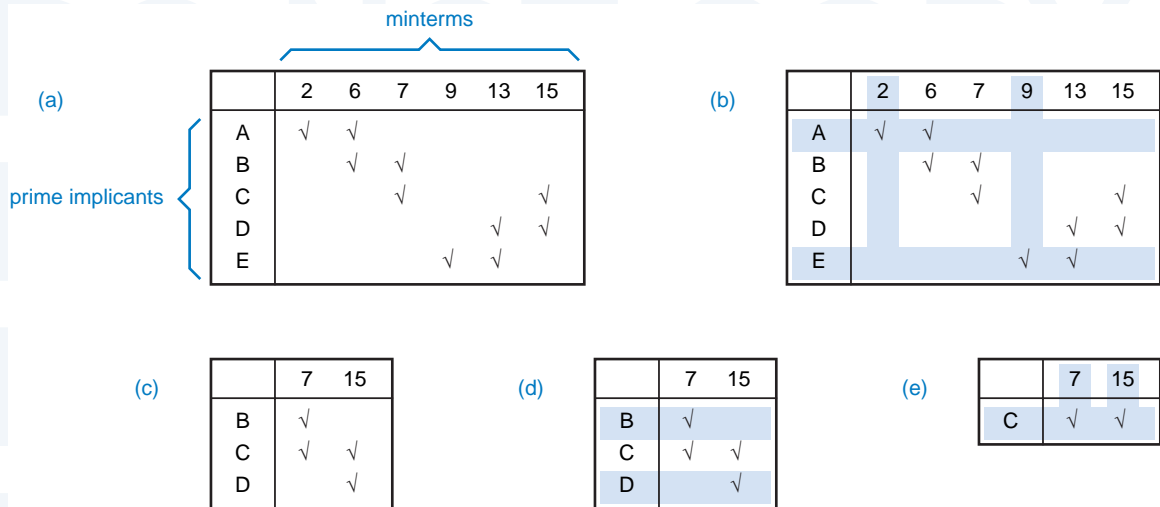 minterms
(a)
2 6 7 9 13 15
A √ √
B √ √
prime implicants
C √ √
D √ √
E √ √
(b)
2 6 7 9 13 15
A √ √
B √ √
C √ √
D √ √
E √ √
(c)
7 15
B √
C √ √
D √
(d)
7 15
B √
C √ √
D √
(e)
7 15
C √ √